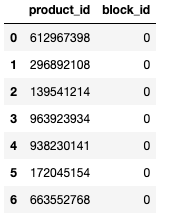 product_id block_id
0 612967398 0
1 296892108 0
2 139541214 0
3 963923934 0
4 938230141 0
5 172045154 0
6 663552768 0